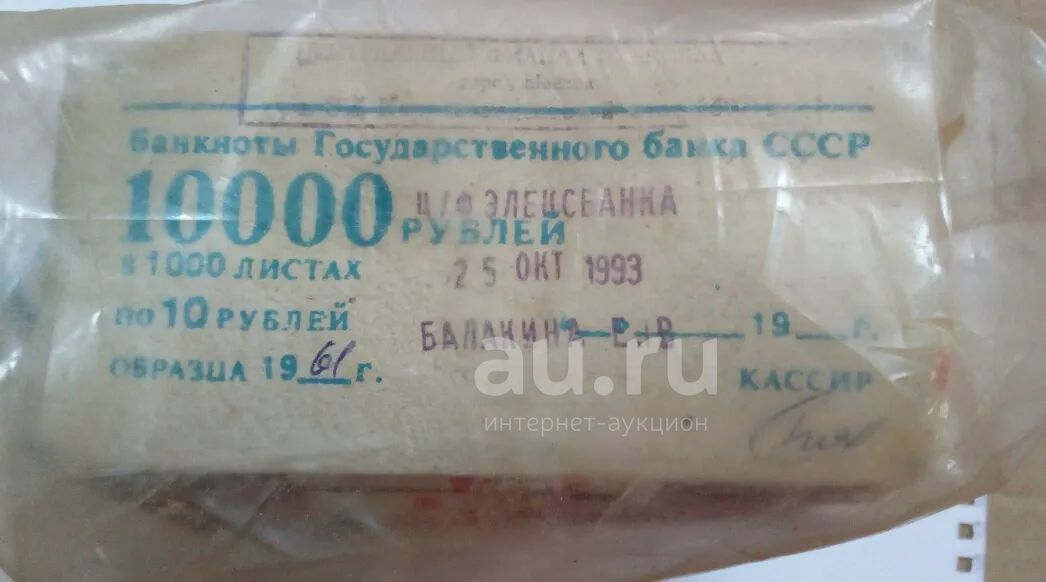 Банкноты Государственного банка СССР
10000 РУБЛЕЙ
Ц/Ф ЭЛЕКСБАНКА
в 1000 ЛИСТАХ
25 ОКТ 1993
по 10 РУБЛЕЙ
БАЛАКИНА Е.В 19 г.
ОБРАЗЦА 1961 г.
КАССИР
au.ru
интернет-аукцион